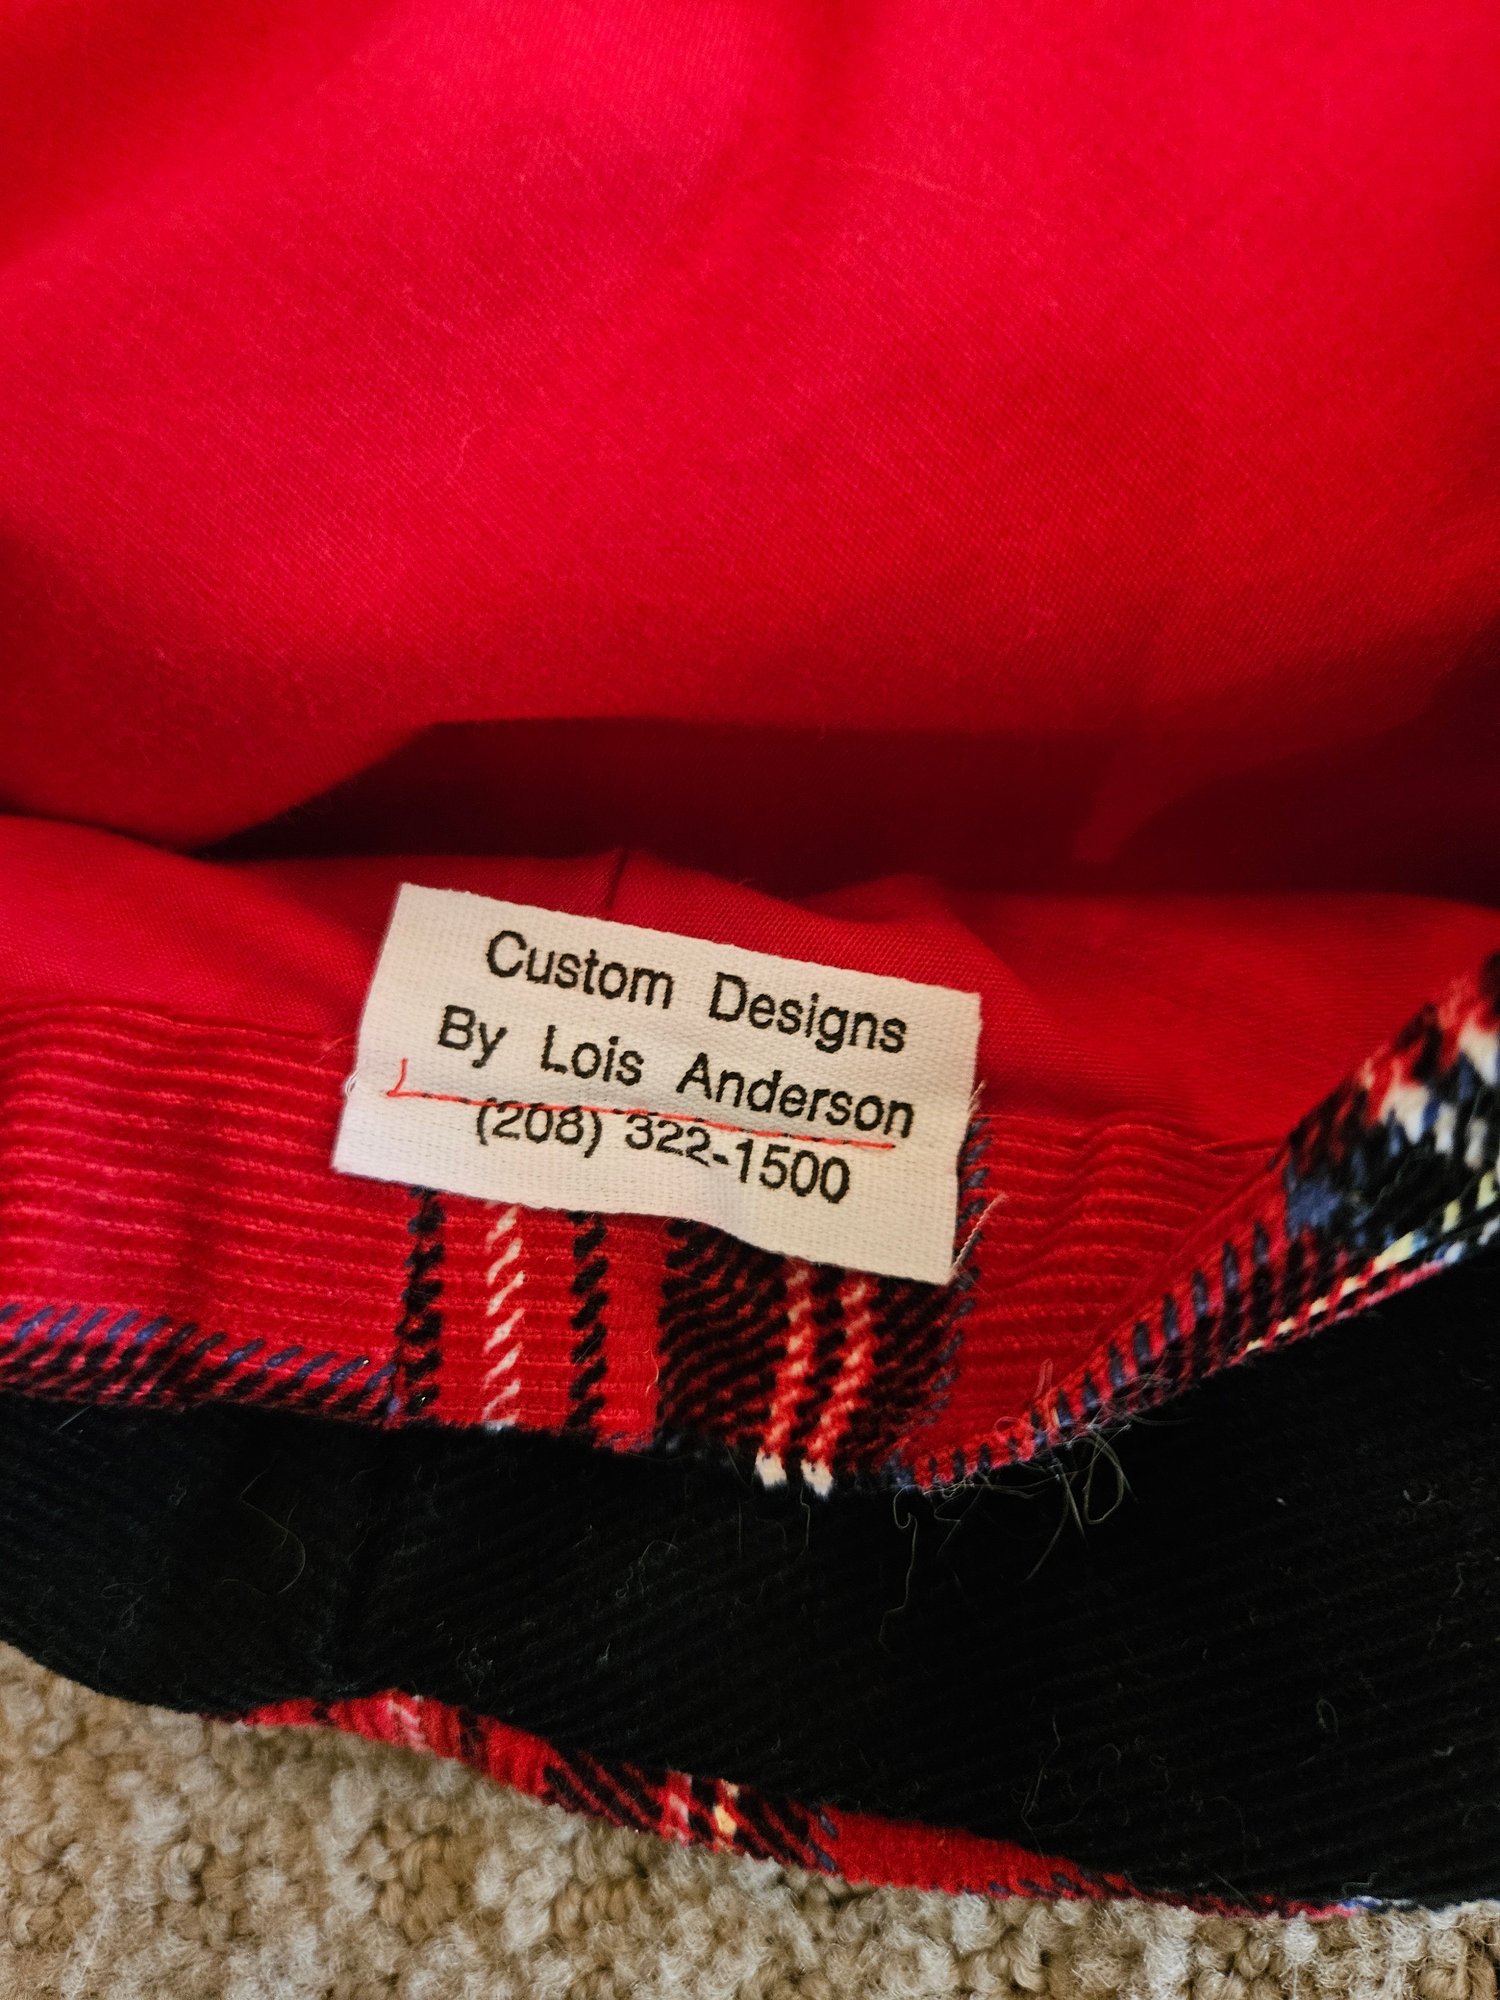 Custom Designs
By Lois Anderson
(208) 322-1500